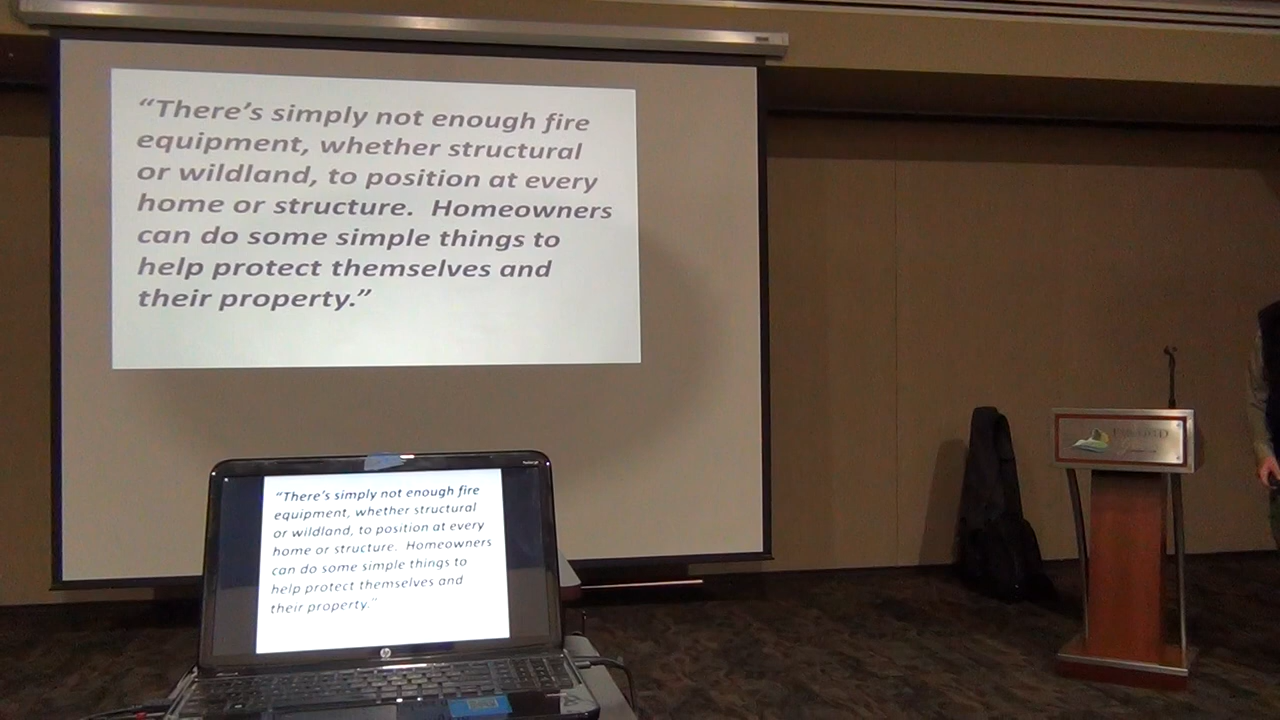 “There’s simply not enough fire
equipment, whether structural
or wildland, to position at every
home or structure.  Homeowners
can do some simple things to
help protect themselves and
their property.”
“There’s simply not enough fire
equipment, whether structural
or wildland, to position at every
home or structure.  Homeowners
can do some simple things to
help protect themselves and
their property.”
hp